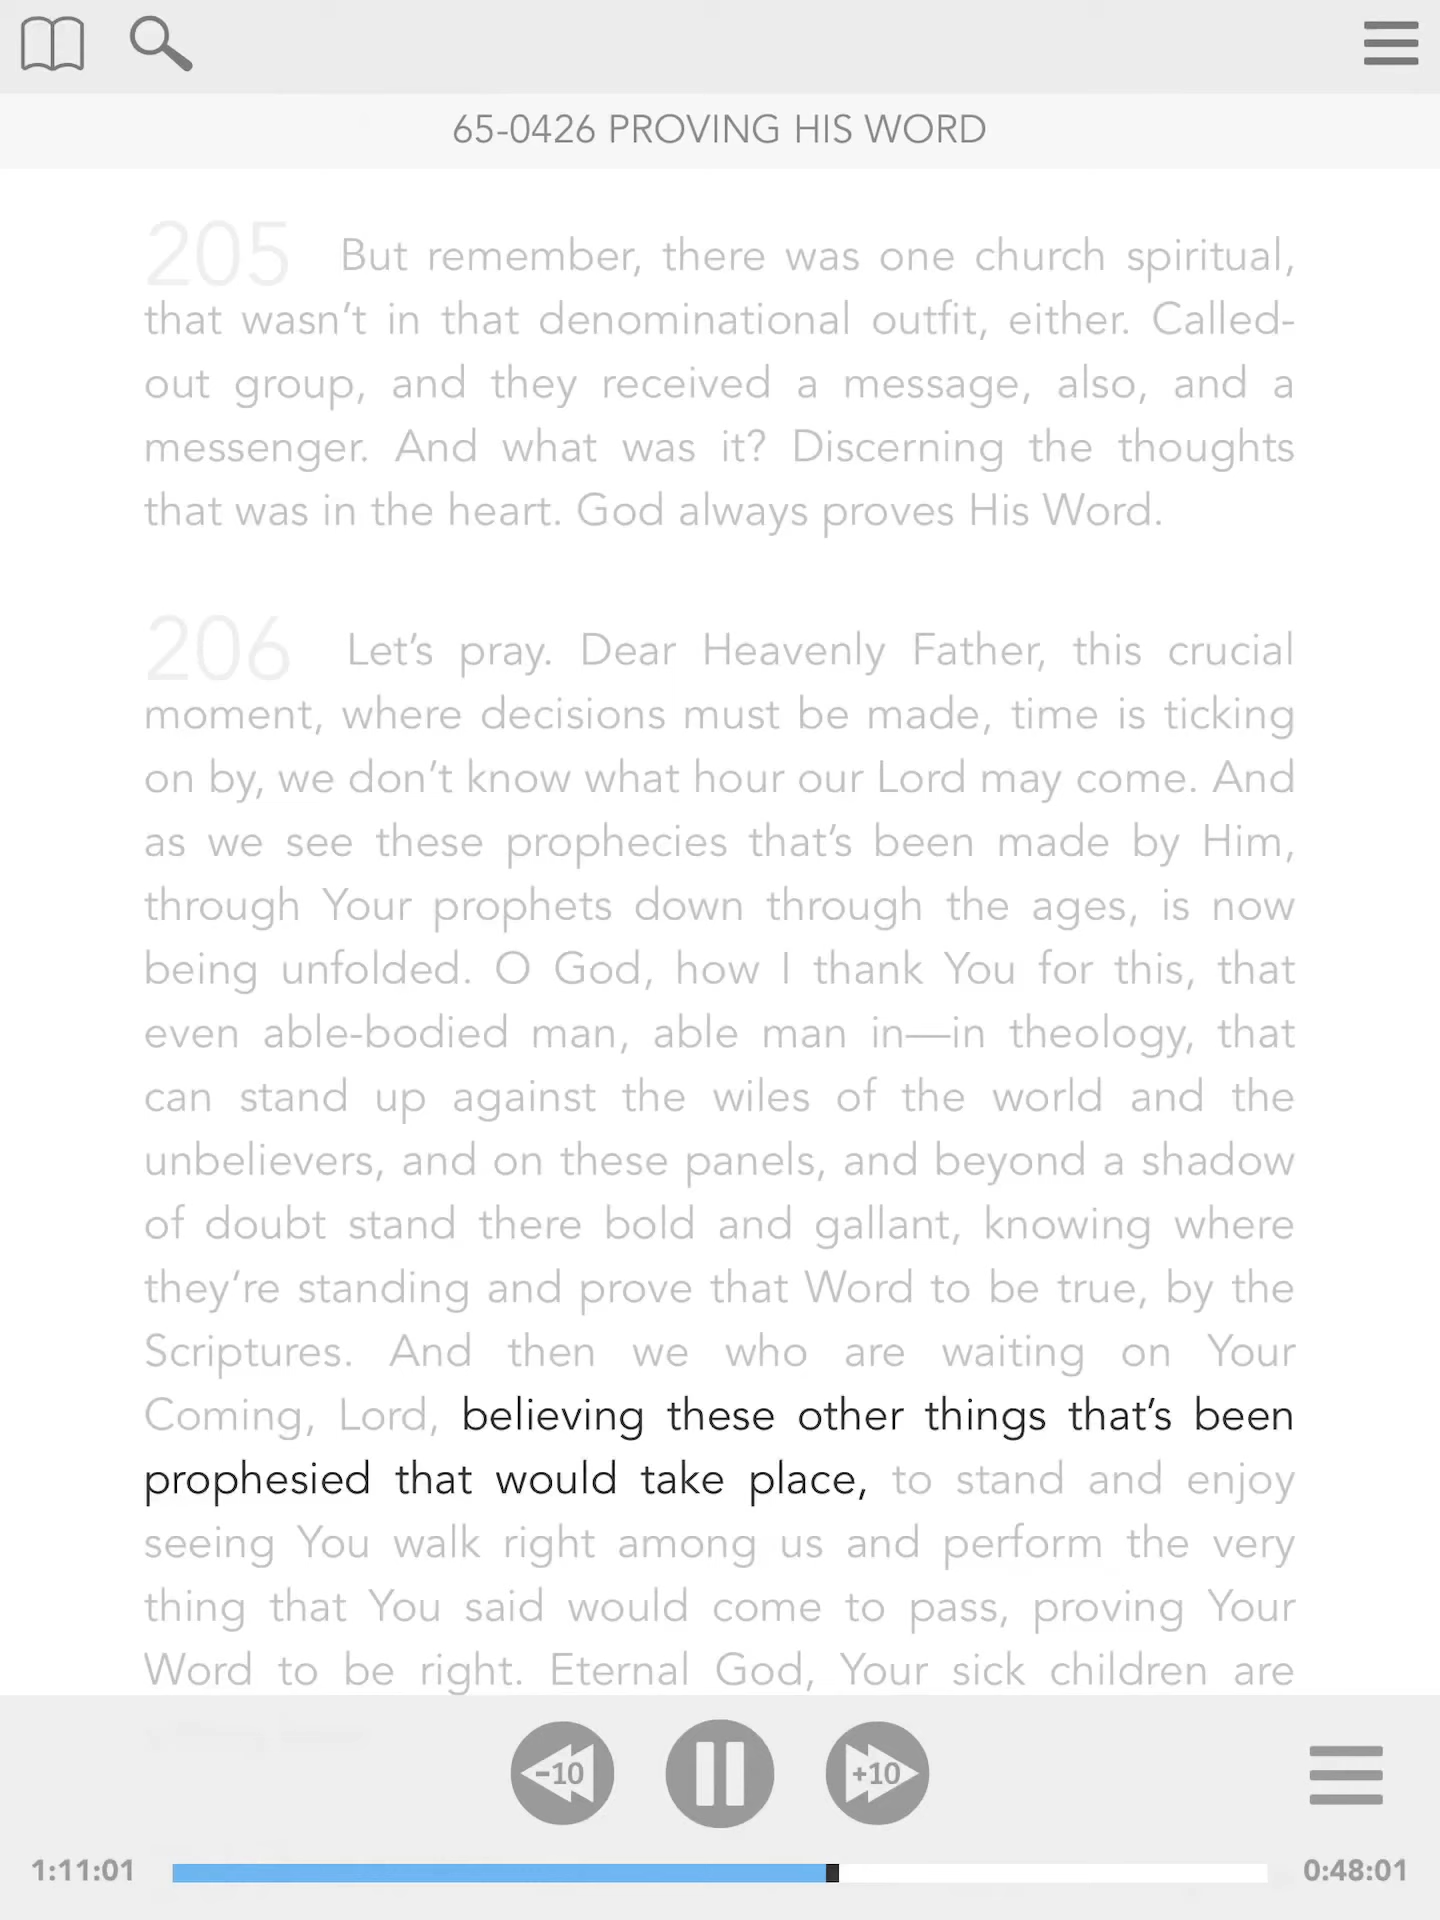 65-0426 PROVING HIS WORD
205 But remember, there was one church spiritual,
that wasn’t in that denominational outfit, either. Called-
out group, and they received a message, also, and a
messenger. And what was it? Discerning the thoughts
that was in the heart. God always proves His Word.
206 Let’s pray. Dear Heavenly Father, this crucial
moment, where decisions must be made, time is ticking
on by, we don’t know what hour our Lord may come. And
as we see these prophecies that’s been made by Him,
through Your prophets down through the ages, is now
being unfolded. O God, how I thank You for this, that
even able-bodied man, able man in—in theology, that
can stand up against the wiles of the world and the
unbelievers, and on these panels, and beyond a shadow
of doubt stand there bold and gallant, knowing where
they’re standing and prove that Word to be true, by the
Scriptures. And then we who are waiting on Your
Coming, Lord, believing these other things that’s been
prophesied that would take place, to stand and enjoy
seeing You walk right among us and perform the very
thing that You said would come to pass, proving Your
Word to be right. Eternal God, Your sick children are
-10 +10
1:11:01 0:48:01